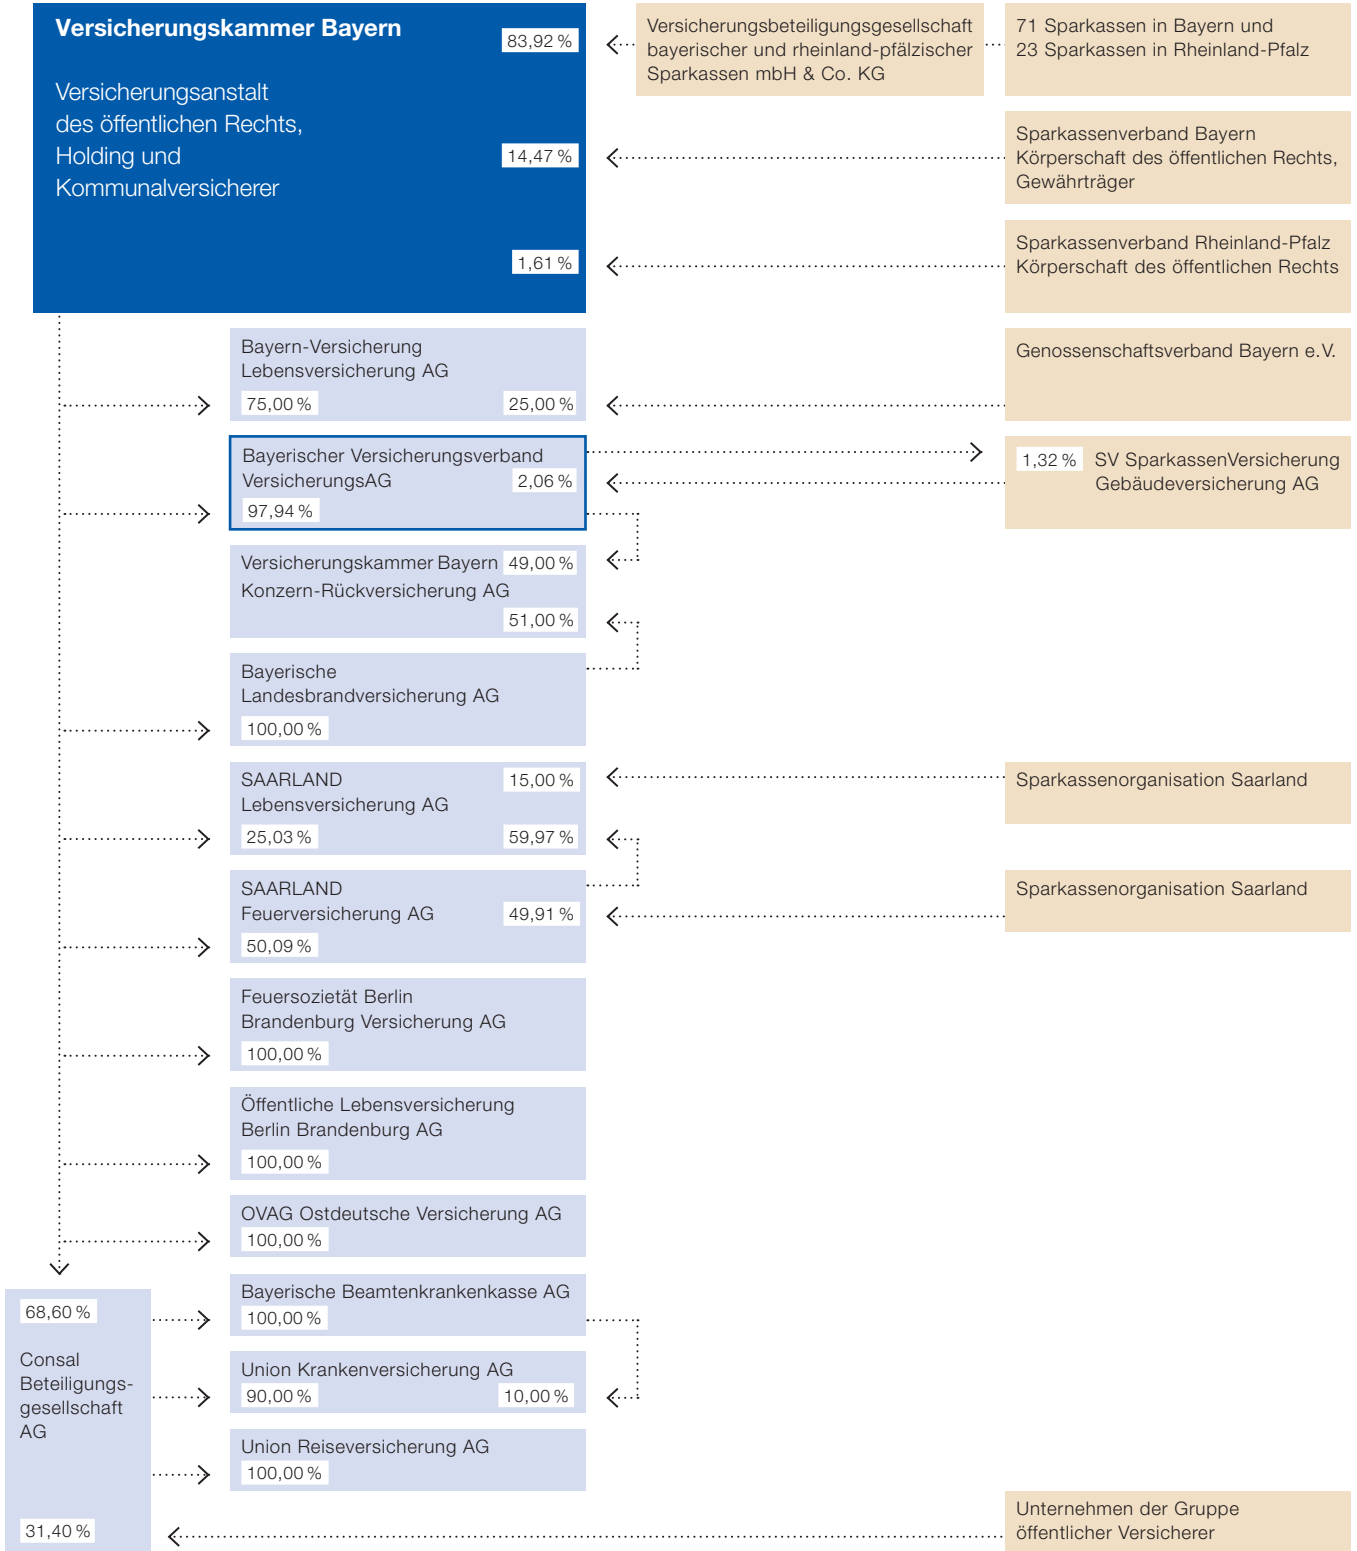 Versicherungskammer Bayern
83,92 %
Versicherungsanstalt
des öffentlichen Rechts,
Holding und
Kommunalversicherer
14,47 %
1,61 %
Versicherungsbeteiligungsgesellschaft
bayerischer und rheinland-pfälzischer
Sparkassen mbH & Co. KG
71 Sparkassen in Bayern und
23 Sparkassen in Rheinland-Pfalz
Sparkassenverband Bayern
Körperschaft des öffentlichen Rechts,
Gewährträger
Sparkassenverband Rheinland-Pfalz
Körperschaft des öffentlichen Rechts
Bayern-Versicherung
Lebensversicherung AG
75,00 % 25,00 %
Genossenschaftsverband Bayern e.V.
Bayerischer Versicherungsverband
VersicherungsAG 2,06 %
97,94 %
1,32 % SV SparkassenVersicherung
Gebäudeversicherung AG
Versicherungskammer Bayern 49,00 %
Konzern-Rückversicherung AG
51,00 %
Bayerische
Landesbrandversicherung AG
100,00 %
SAARLAND 15,00 %
Lebensversicherung AG
25,03 % 59,97 %
Sparkassenorganisation Saarland
SAARLAND
Feuerversicherung AG 49,91 %
50,09 %
Sparkassenorganisation Saarland
Feuersozietät Berlin
Brandenburg Versicherung AG
100,00 %
Öffentliche Lebensversicherung
Berlin Brandenburg AG
100,00 %
OVAG Ostdeutsche Versicherung AG
100,00 %
68,60 %
Consal
Beteiligungs-
gesellschaft
AG
31,40 %
Bayerische Beamtenkrankenkasse AG
100,00 %
Union Krankenversicherung AG
90,00 % 10,00 %
Union Reiseversicherung AG
100,00 %
Unternehmen der Gruppe
öffentlicher Versicherer